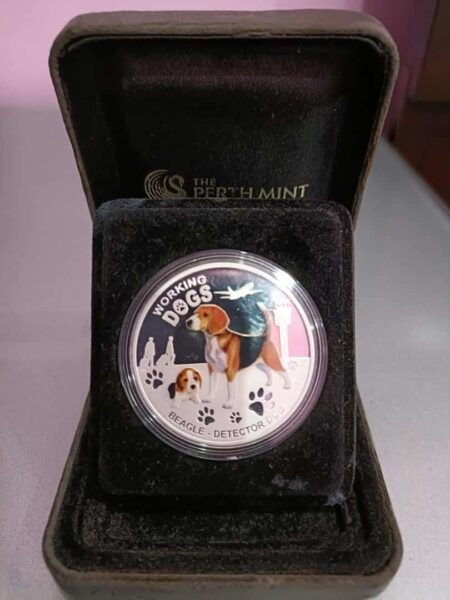 THE
PERTH MINT
WORKING
DOGS
BEAGLE - DETECTOR DOG